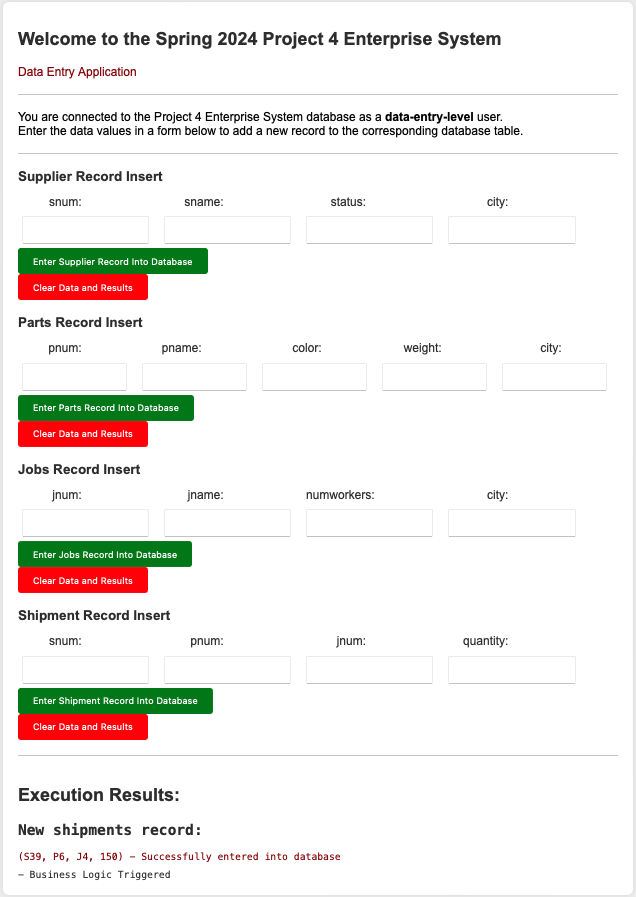 Welcome to the Spring 2024 Project 4 Enterprise System
Data Entry Application
You are connected to the Project 4 Enterprise System database as a data-entry-level user.
Enter the data values in a form below to add a new record to the corresponding database table.
Supplier Record Insert
snum: sname: status: city:
Enter Supplier Record Into Database
Clear Data and Results
Parts Record Insert
pnum: pname: color: weight: city:
Enter Parts Record Into Database
Clear Data and Results
Jobs Record Insert
jnum: jname: numworkers: city:
Enter Jobs Record Into Database
Clear Data and Results
Shipment Record Insert
snum: pnum: jnum: quantity:
Enter Shipment Record Into Database
Clear Data and Results
Execution Results:
New shipments record:
(S39, P6, J4, 150) – Successfully entered into database
– Business Logic Triggered